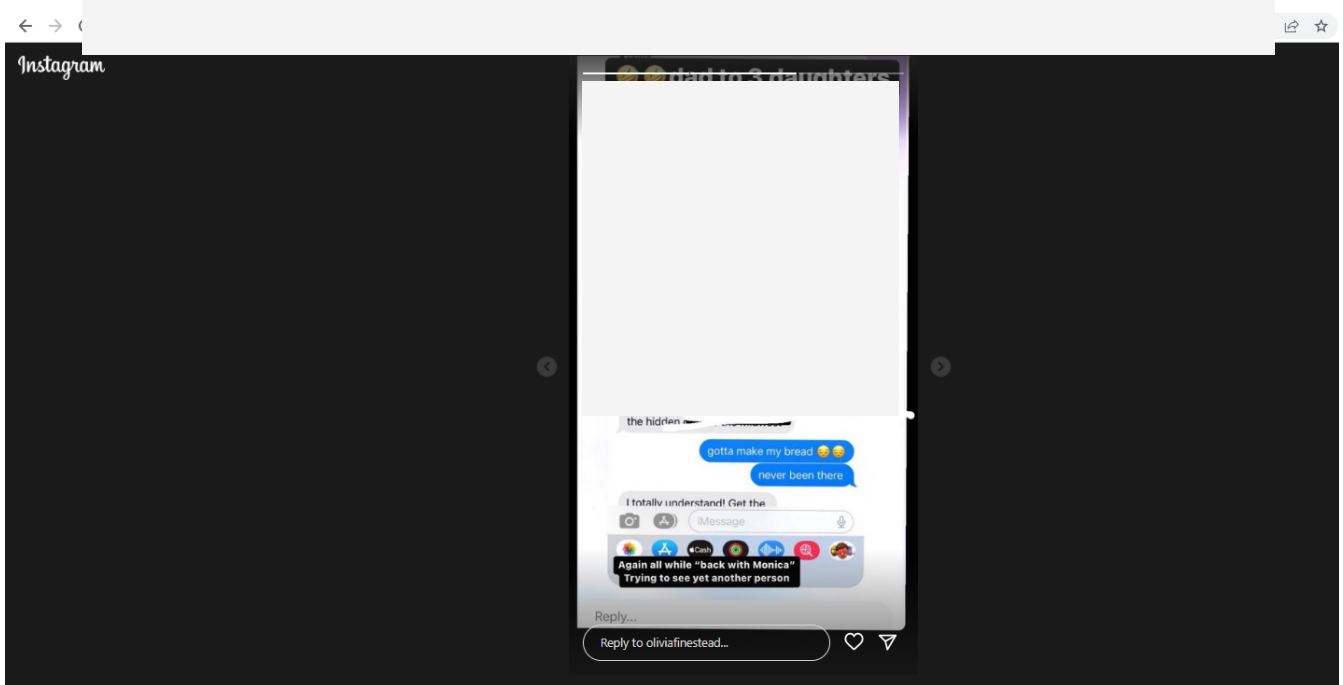 Instagram
dad to 3 daughters
the hidden
gotta make my bread 😔😔
never been there
I totally understand! Get the
iMessage
Cash
Again all while “back with Monica”
Trying to see yet another person
Reply...
Reply to oliviafinestead...